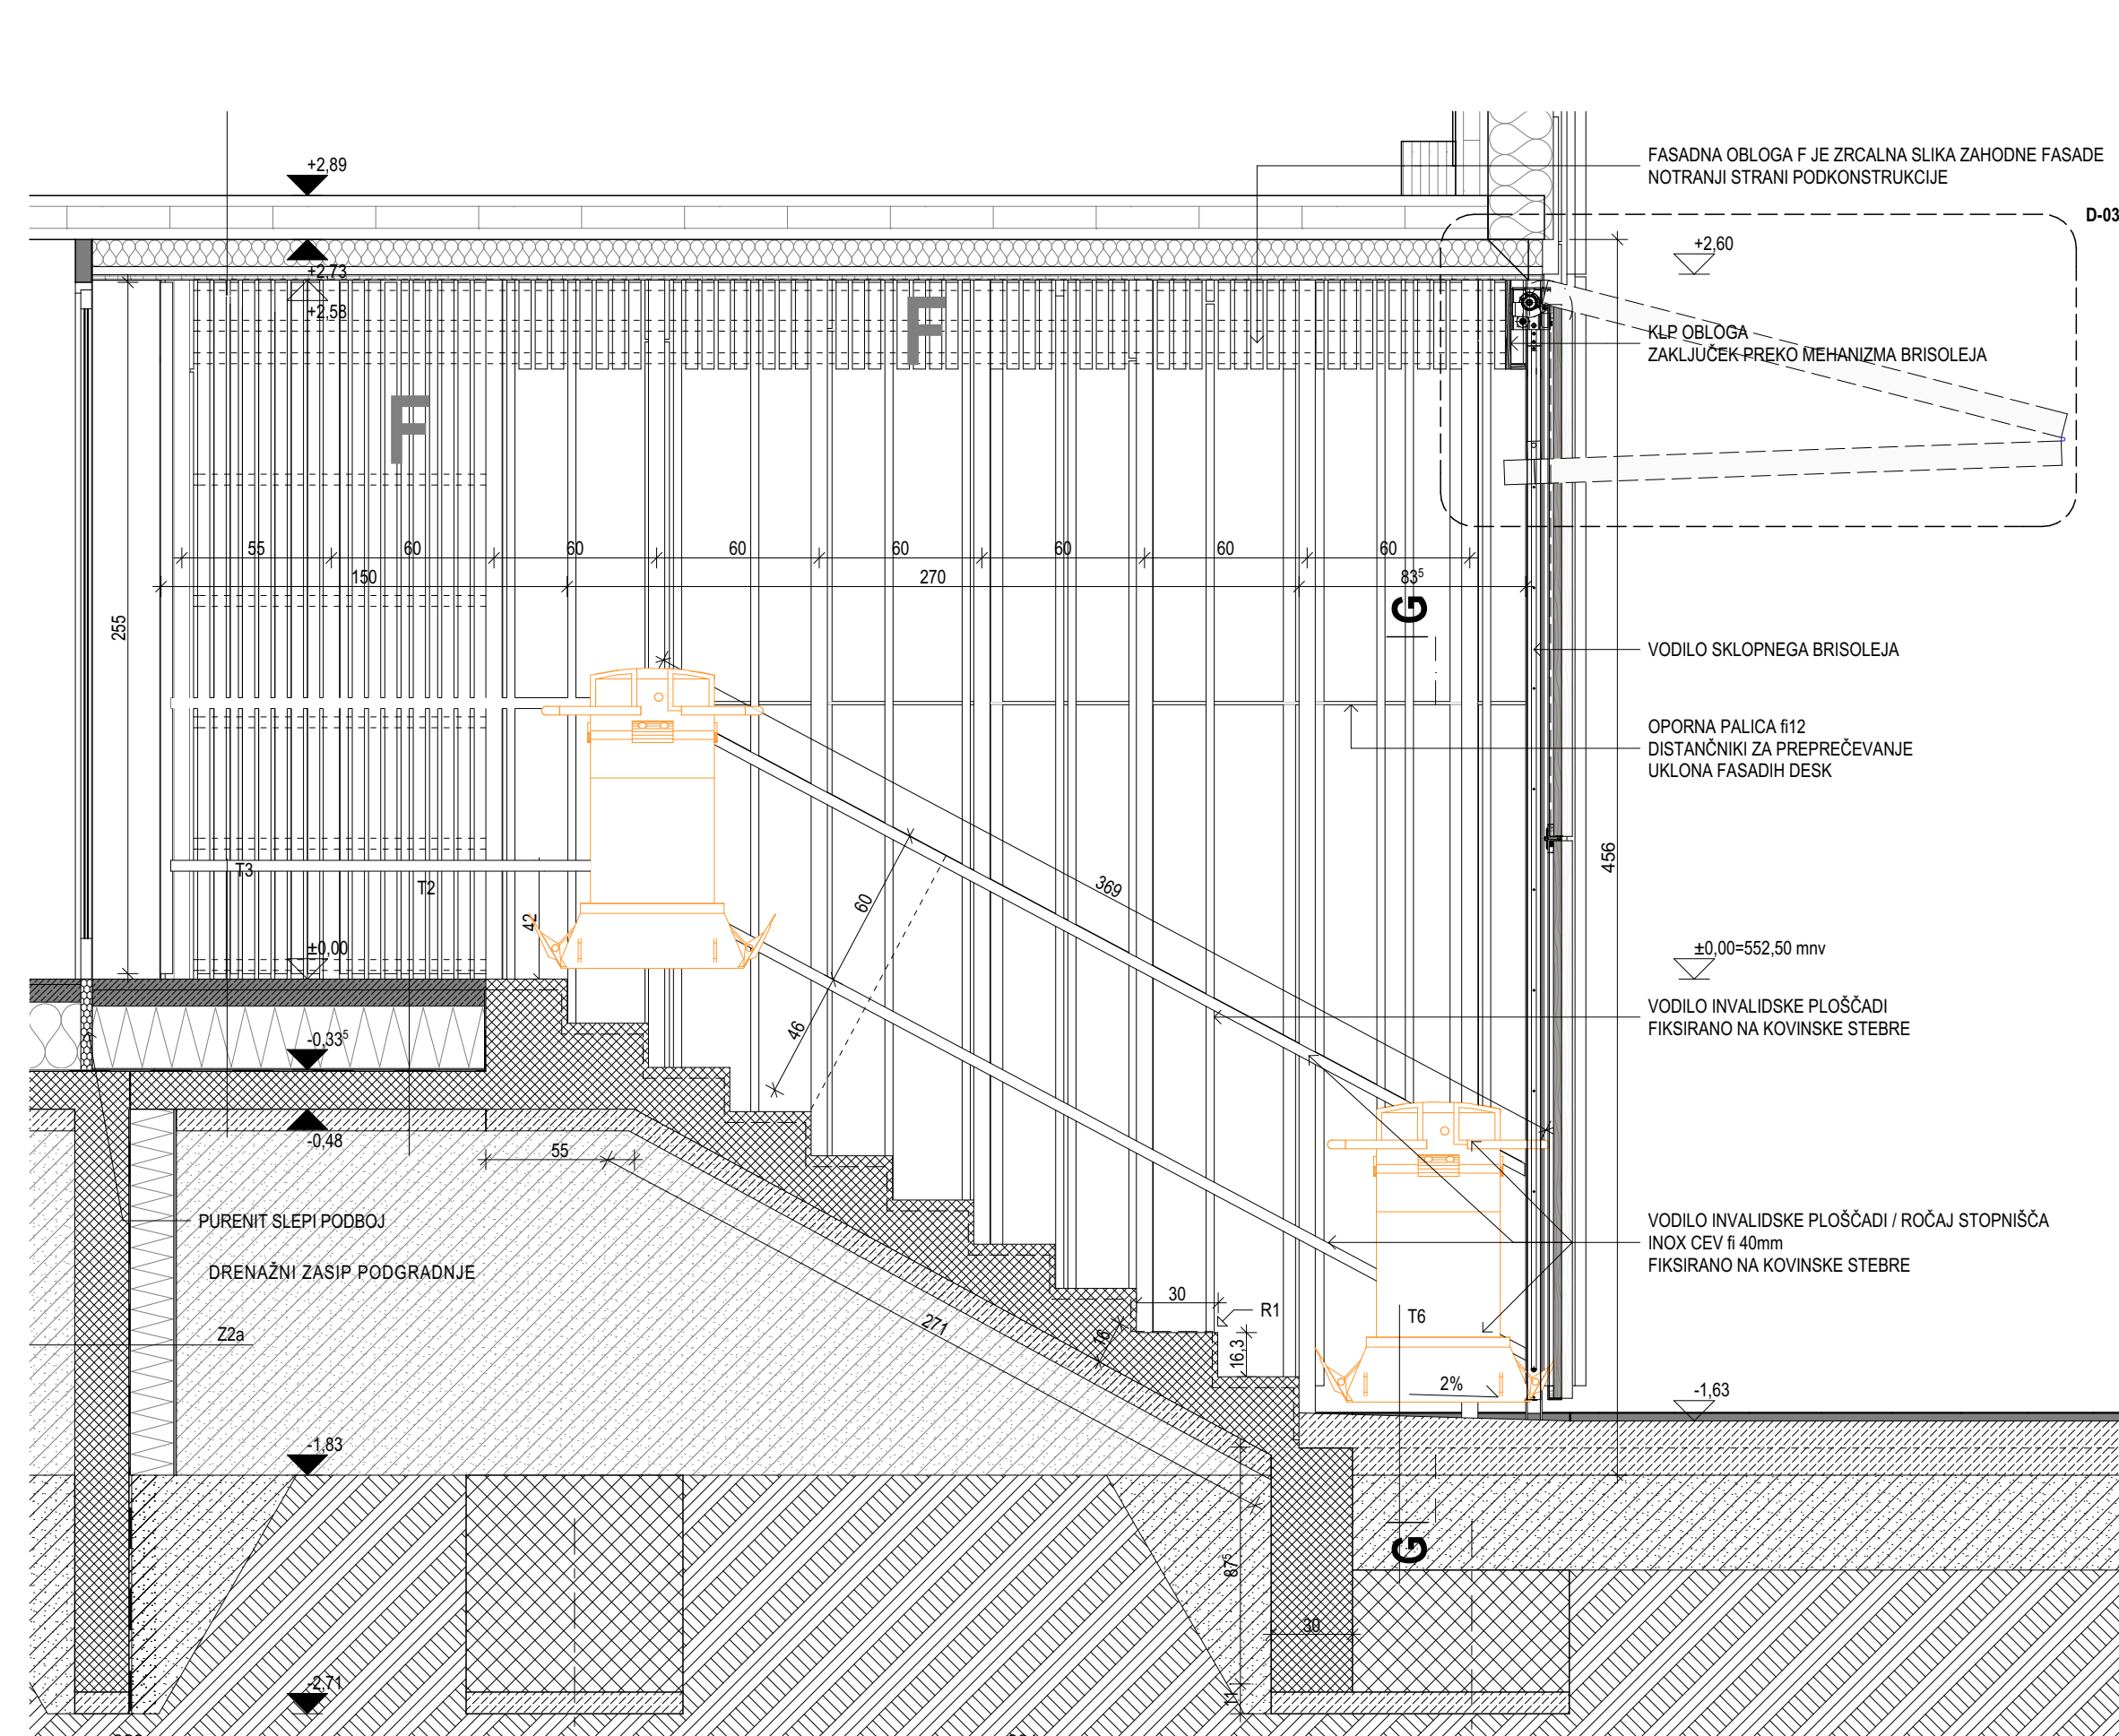 +2,89
FASADNA OBLOGA F JE ZRCALNA SLIKA ZAHODNE FASADE
NOTRANJI STRANI PODKONSTRUKCIJE
D-03
+2,60
+2,73
+2,58
F
F
KLP OBLOGA
ZAKLJUČEK PREKO MEHANIZMA BRISOLEJA
55
60
60
60
60
60
60
60
150
270
83⁵
G
255
VODILO SKLOPNEGA BRISOLEJA
OPORNA PALICA fi12
DISTANČNIKI ZA PREPREČEVANJE
UKLONA FASADIH DESK
456
T3
T2
369
60
42
46
±0,00
±0,00=552,50 mnv
VODILO INVALIDSKE PLOŠČADI
FIKSIRANO NA KOVINSKE STEBRE
-0,33⁵
-0,48
55
PURENIT SLEPI PODBOJ
VODILO INVALIDSKE PLOŠČADI / ROČAJ STOPNIŠČA
INOX CEV fi 40mm
FIKSIRANO NA KOVINSKE STEBRE
DRENAŽNI ZASIP PODGRADNJE
30
R1
T6
Z2a
271
16
16,3
2%
-1,63
-1,83
G
87⁵
30
-2,71
11